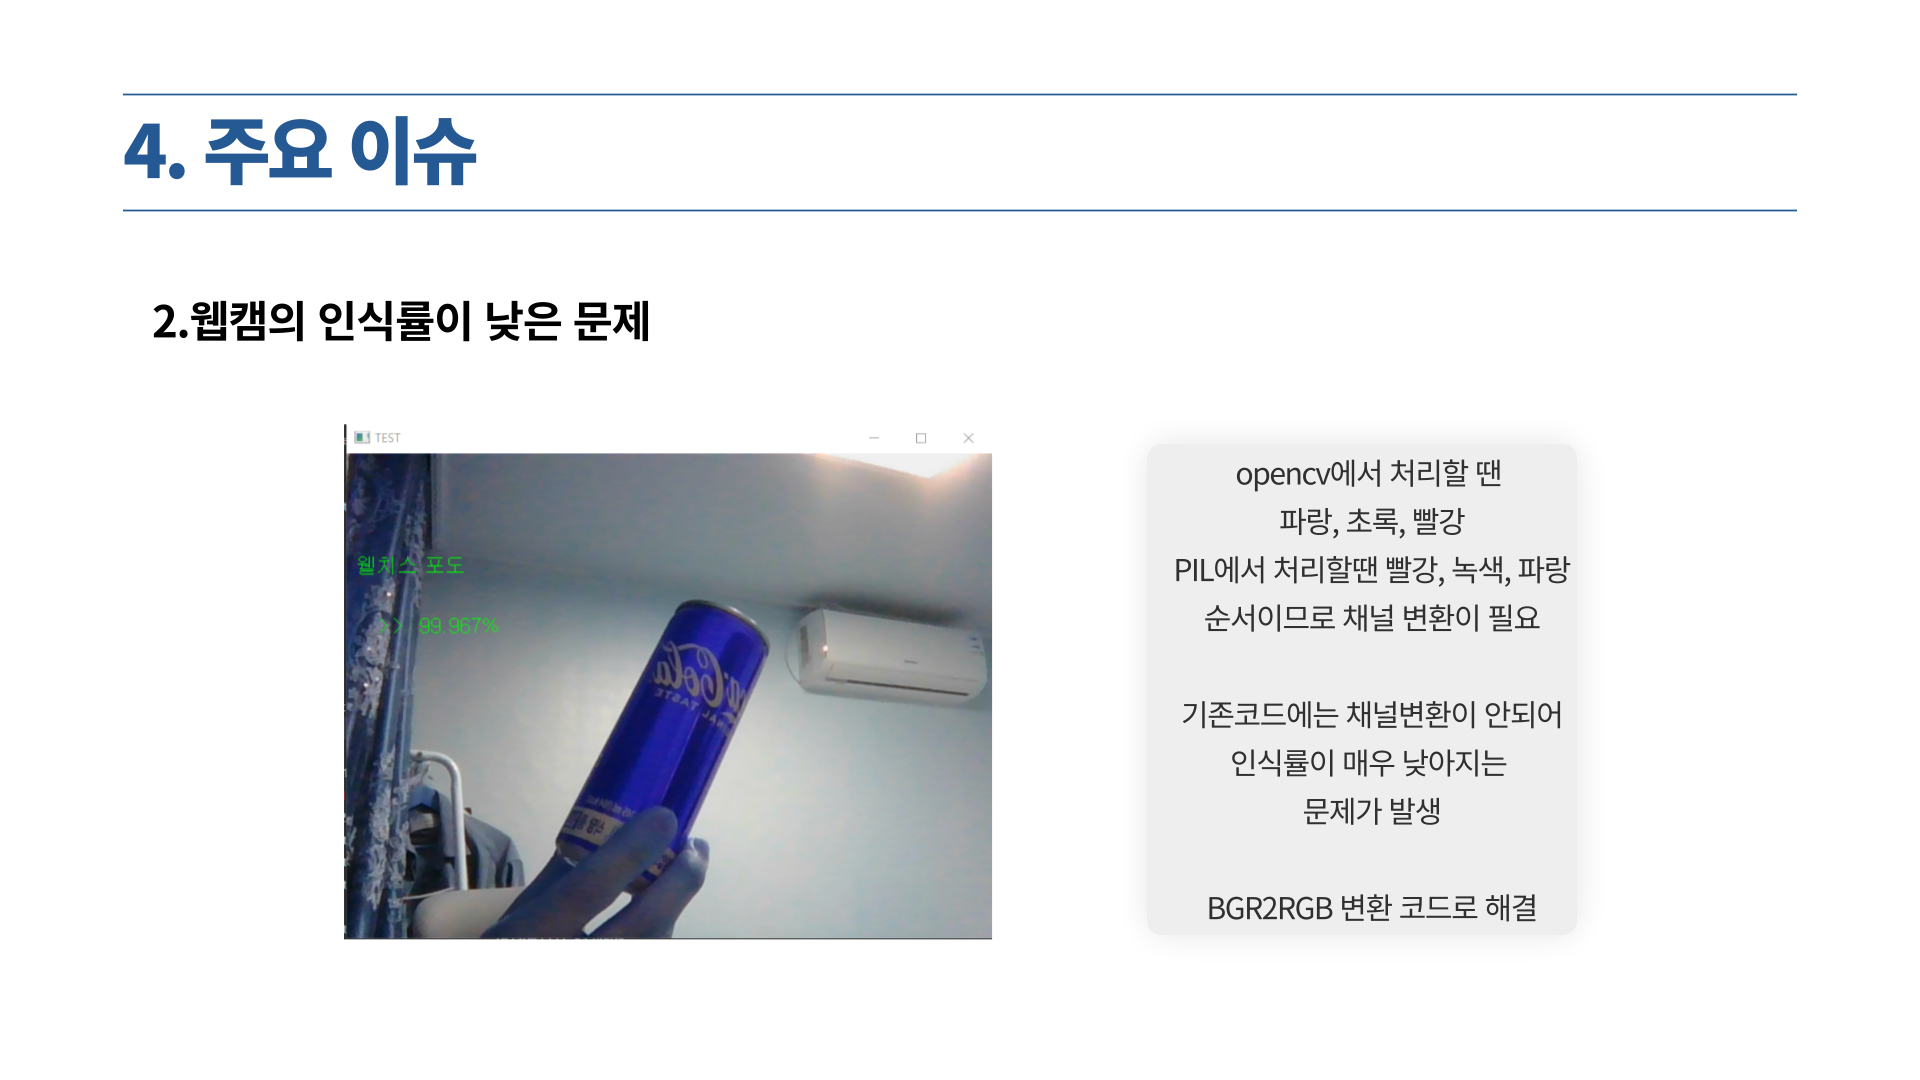 4. 주요 이슈
2.웹캠의 인식률이 낮은 문제
TEST
웰치스 포도
>> 99.967%
Cola
TASTE
opencv에서 처리할 땐
파랑, 초록, 빨강
PIL에서 처리할땐 빨강, 녹색, 파랑
순서이므로 채널 변환이 필요
기존코드에는 채널변환이 안되어
인식률이 매우 낮아지는
문제가 발생
BGR2RGB 변환 코드로 해결